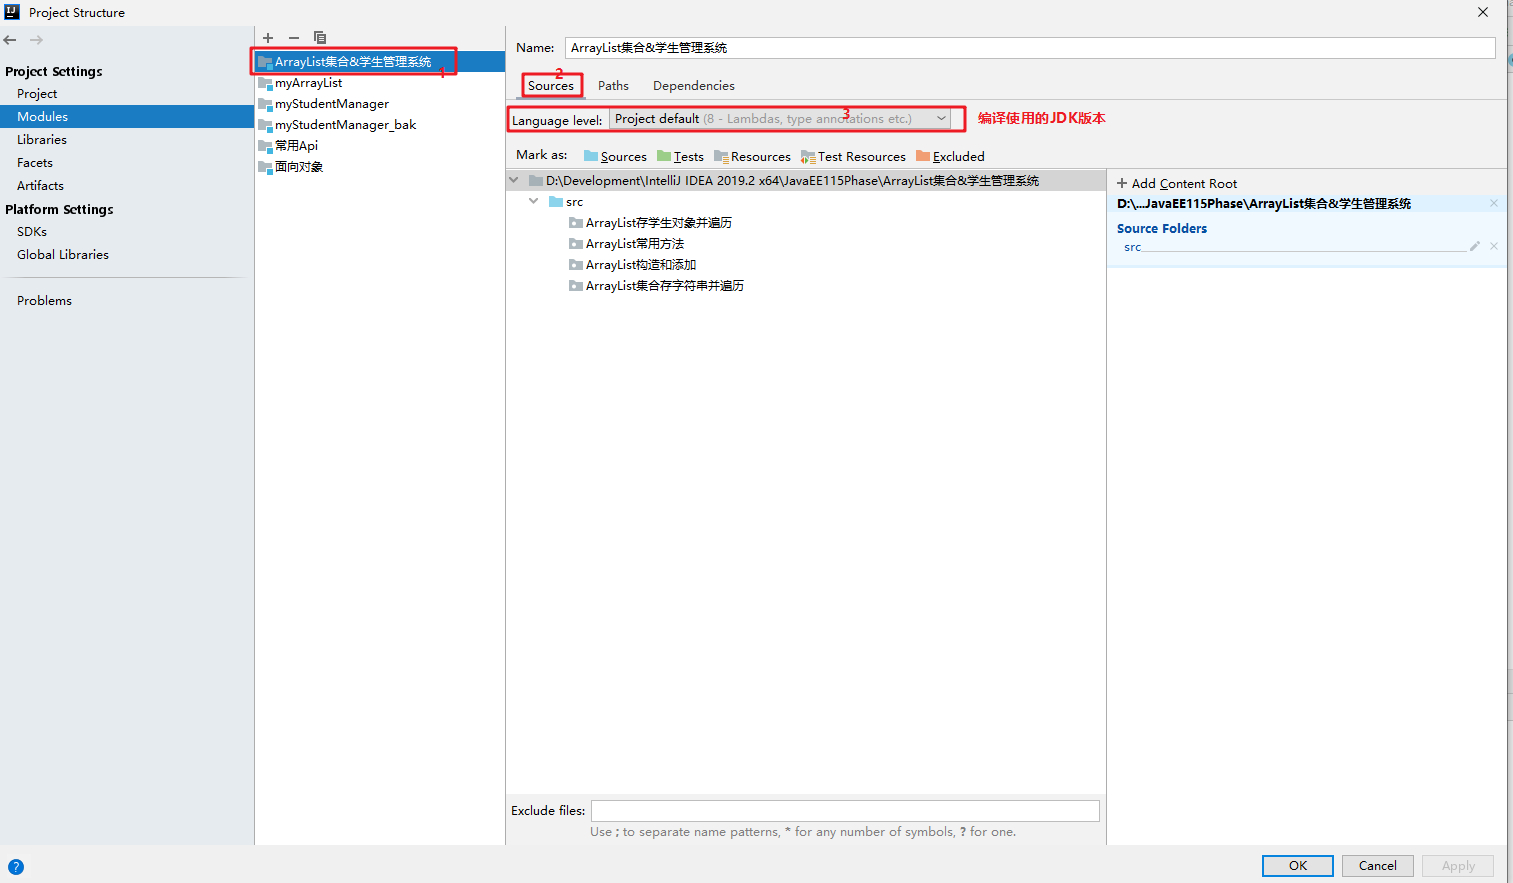 Project Structure
Project Settings
Project
Modules
Libraries
Facets
Artifacts
Platform Settings
SDKs
Global Libraries
Problems
ArrayList集合&学生管理系统
1
myArrayList
myStudentManager
myStudentManager_bak
常用Api
面向对象
Name: ArrayList集合&学生管理系统
2
Sources Paths Dependencies
3
Language level: Project default (8 - Lambdas, type annotations etc.) 编译使用的JDK版本
Mark as: Sources Tests Resources Test Resources Excluded
D:\Development\IntelliJ IDEA 2019.2 x64\JavaEE115Phase\ArrayList集合&学生管理系统
src
ArrayList存学生对象并遍历
ArrayList常用方法
ArrayList构造和添加
ArrayList集合存字符串并遍历
+ Add Content Root
D:\...JavaEE115Phase\ArrayList集合&学生管理系统
Source Folders
src
Exclude files:
Use ; to separate name patterns, * for any number of symbols, ? for one.
?
OK Cancel Apply